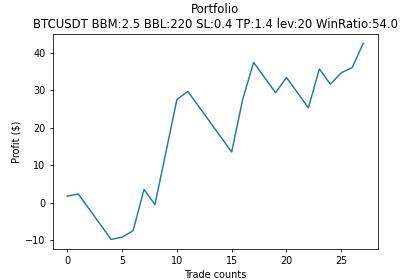 Portfolio
BTCUSDT BBM:2.5 BBL:220 SL:0.4 TP:1.4 lev:20 WinRatio:54.0
40
30
20
10
0
−10
Profit ($)
0 5 10 15 20 25
Trade counts